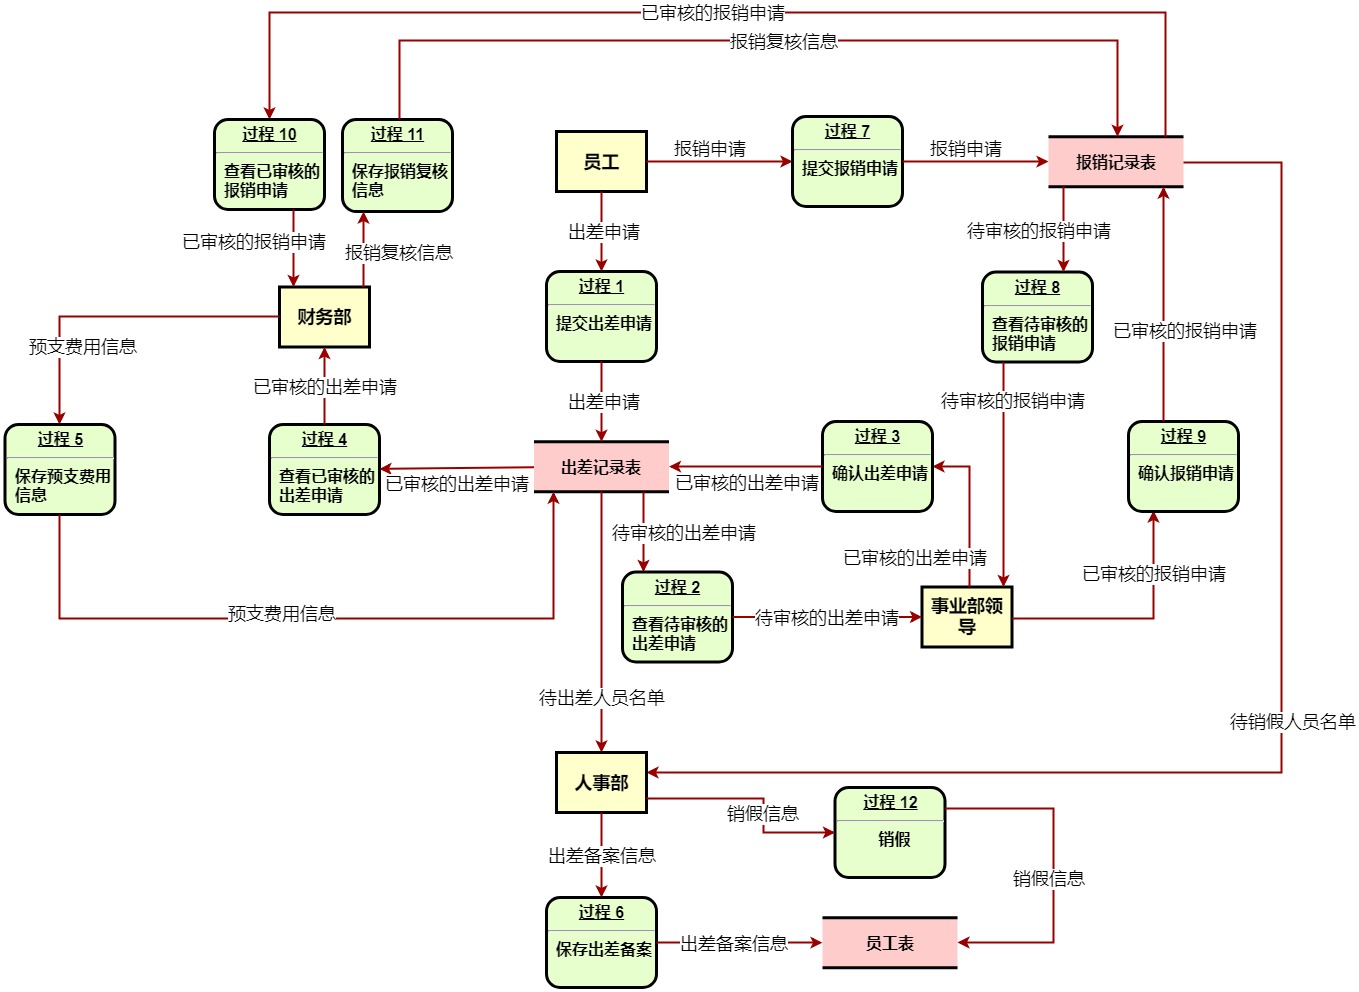 已审核的报销申请
报销复核信息
过程 10
查看已审核的
报销申请
过程 11
保存报销复核
信息
员工
报销申请
过程 7
提交报销申请
报销申请
报销记录表
已审核的报销申请
报销复核信息
出差申请
待审核的报销申请
财务部
过程 1
提交出差申请
过程 8
查看待审核的
报销申请
已审核的报销申请
预支费用信息
已审核的出差申请
出差申请
待审核的报销申请
过程 5
保存预支费用
信息
过程 4
查看已审核的
出差申请
已审核的出差申请
出差记录表
已审核的出差申请
过程 3
确认出差申请
过程 9
确认报销申请
待审核的出差申请
已审核的出差申请
已审核的报销申请
预支费用信息
过程 2
查看待审核的
出差申请
待审核的出差申请
事业部领
导
待出差人员名单
待销假人员名单
人事部
销假信息
过程 12
销假
出差备案信息
销假信息
过程 6
保存出差备案
出差备案信息
员工表